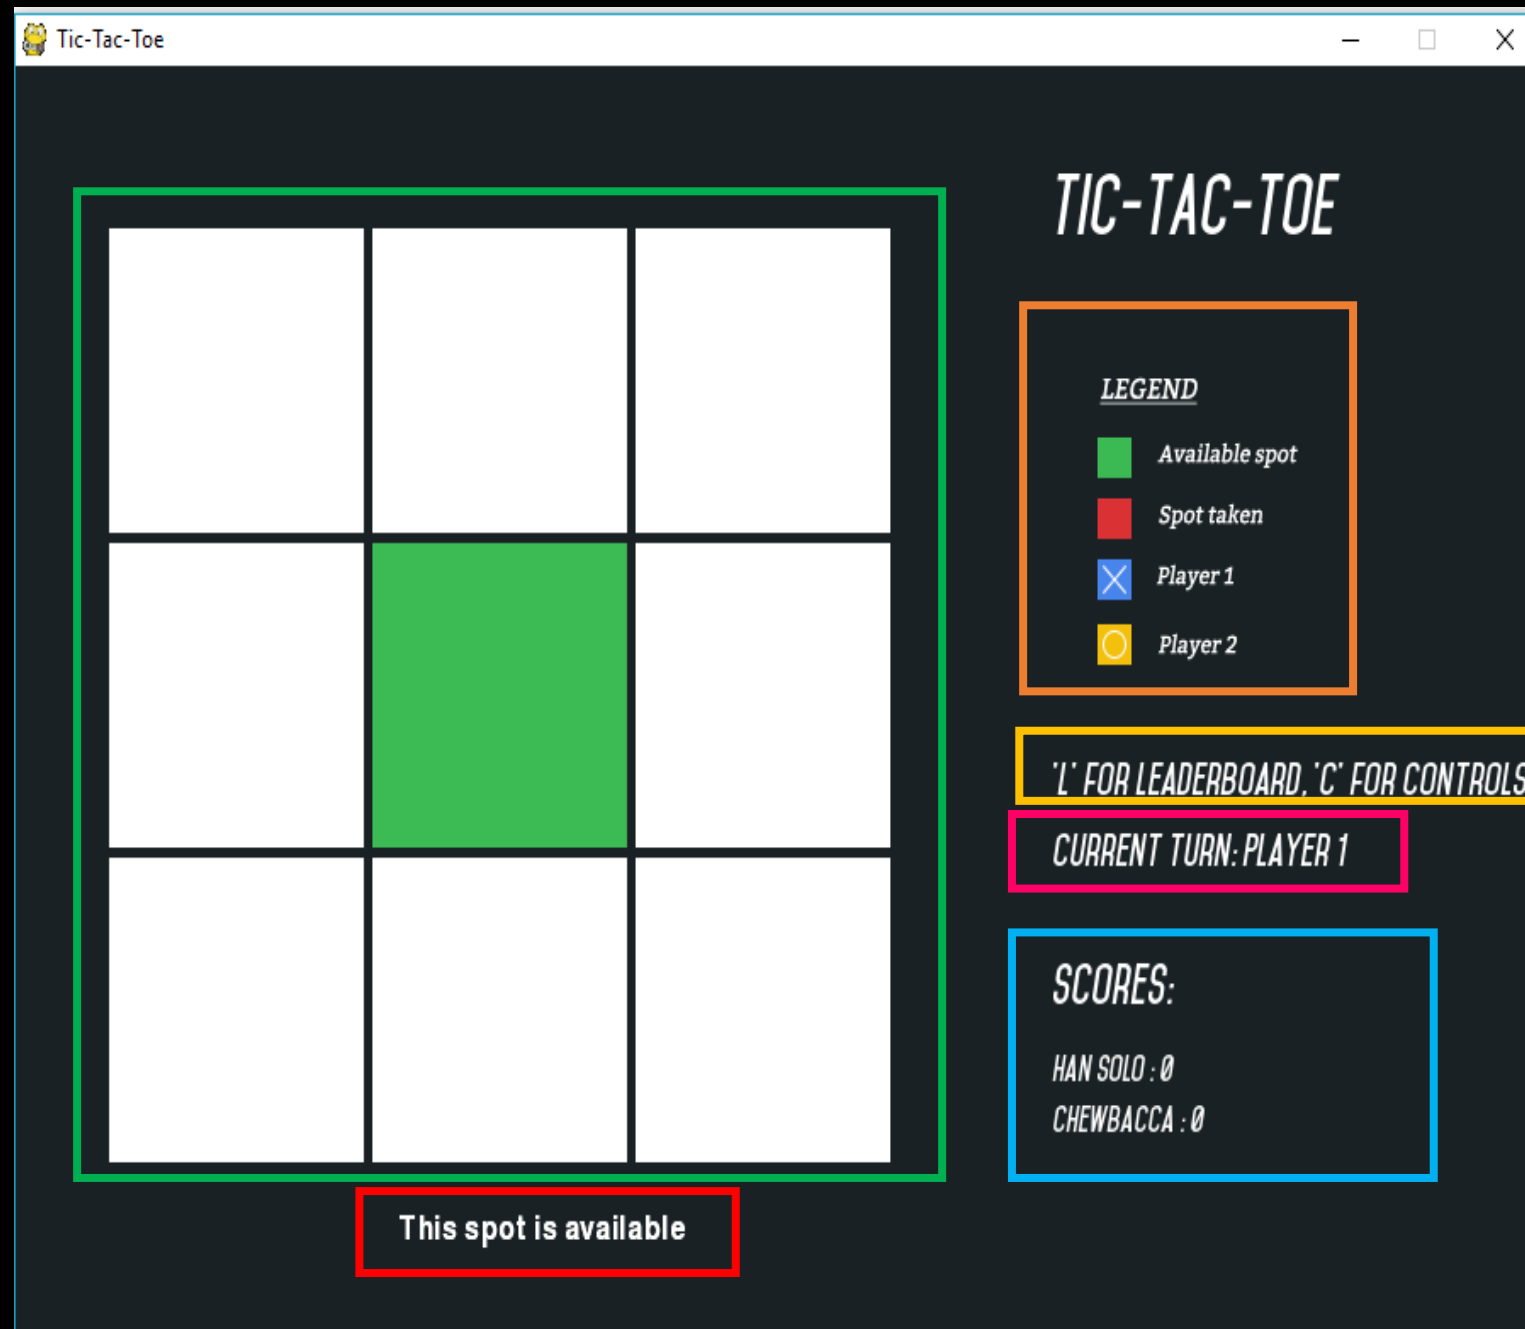 Tic-Tac-Toe
TIC-TAC-TOE
LEGEND
Available spot
Spot taken
Player 1
Player 2
'L' FOR LEADERBOARD, 'C' FOR CONTROLS
CURRENT TURN: PLAYER 1
SCORES:
HAN SOLO : 0
CHEWBACCA : 0
This spot is available